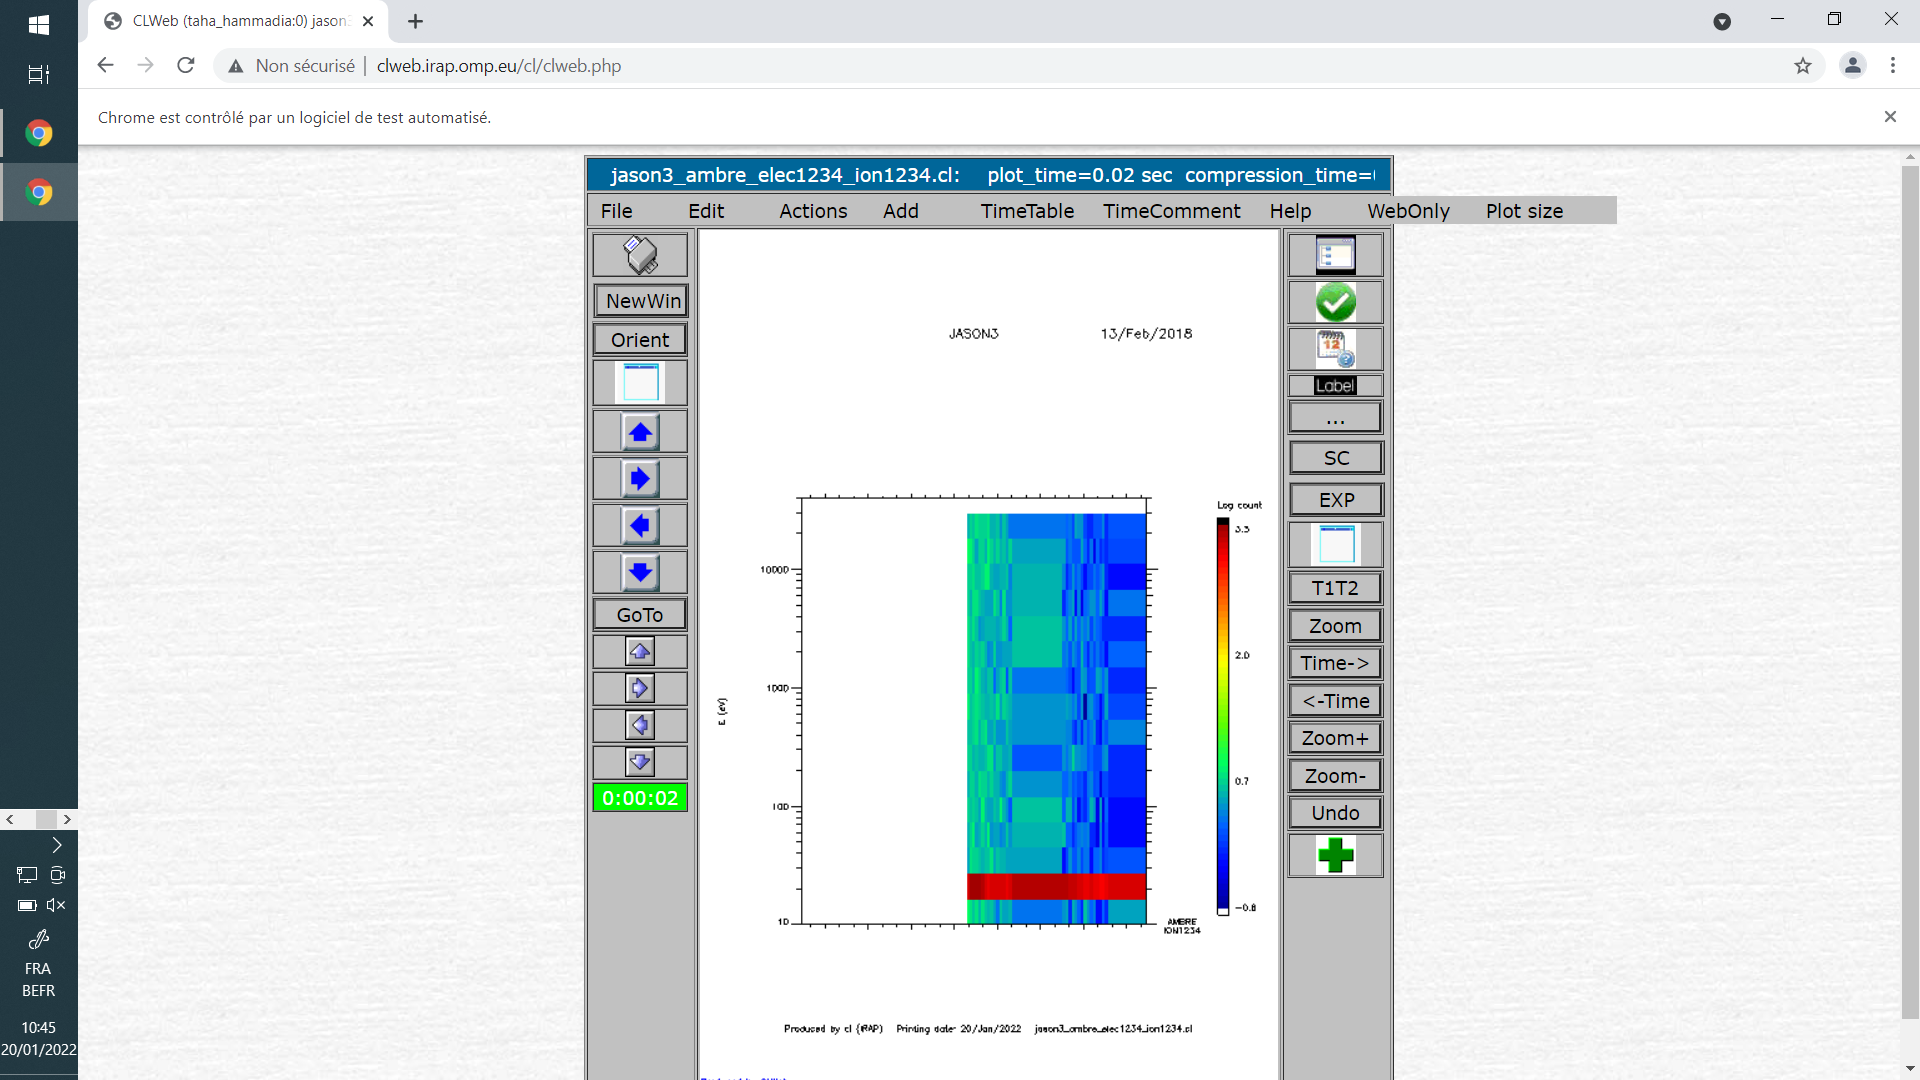 CLWeb (taha_hammadia:0) jason3
Non sécurisé | clweb.irap.omp.eu/cl/clweb.php
Chrome est contrôlé par un logiciel de test automatisé.
jason3_ambre_elec1234_ion1234.cl: plot_time=0.02 sec compression_time=
File Edit Actions Add TimeTable TimeComment Help WebOnly Plot size
NewWin
Orient
GoTo
0:00:02
JASON3 13/Feb/2018
Log count
3.3
2.0
0.7
-0.8
10000
1000
100
10
E (eV)
AMBRE
ION1234
Produced by cl (IRAP) Printing date: 20/Jan/2022 jason3_ambre_elec1234_ion1234.cl
12
Label
...
SC
EXP
T1T2
Zoom
Time->
<-Time
Zoom+
Zoom-
Undo
FRA
BEFR
10:45
20/01/2022